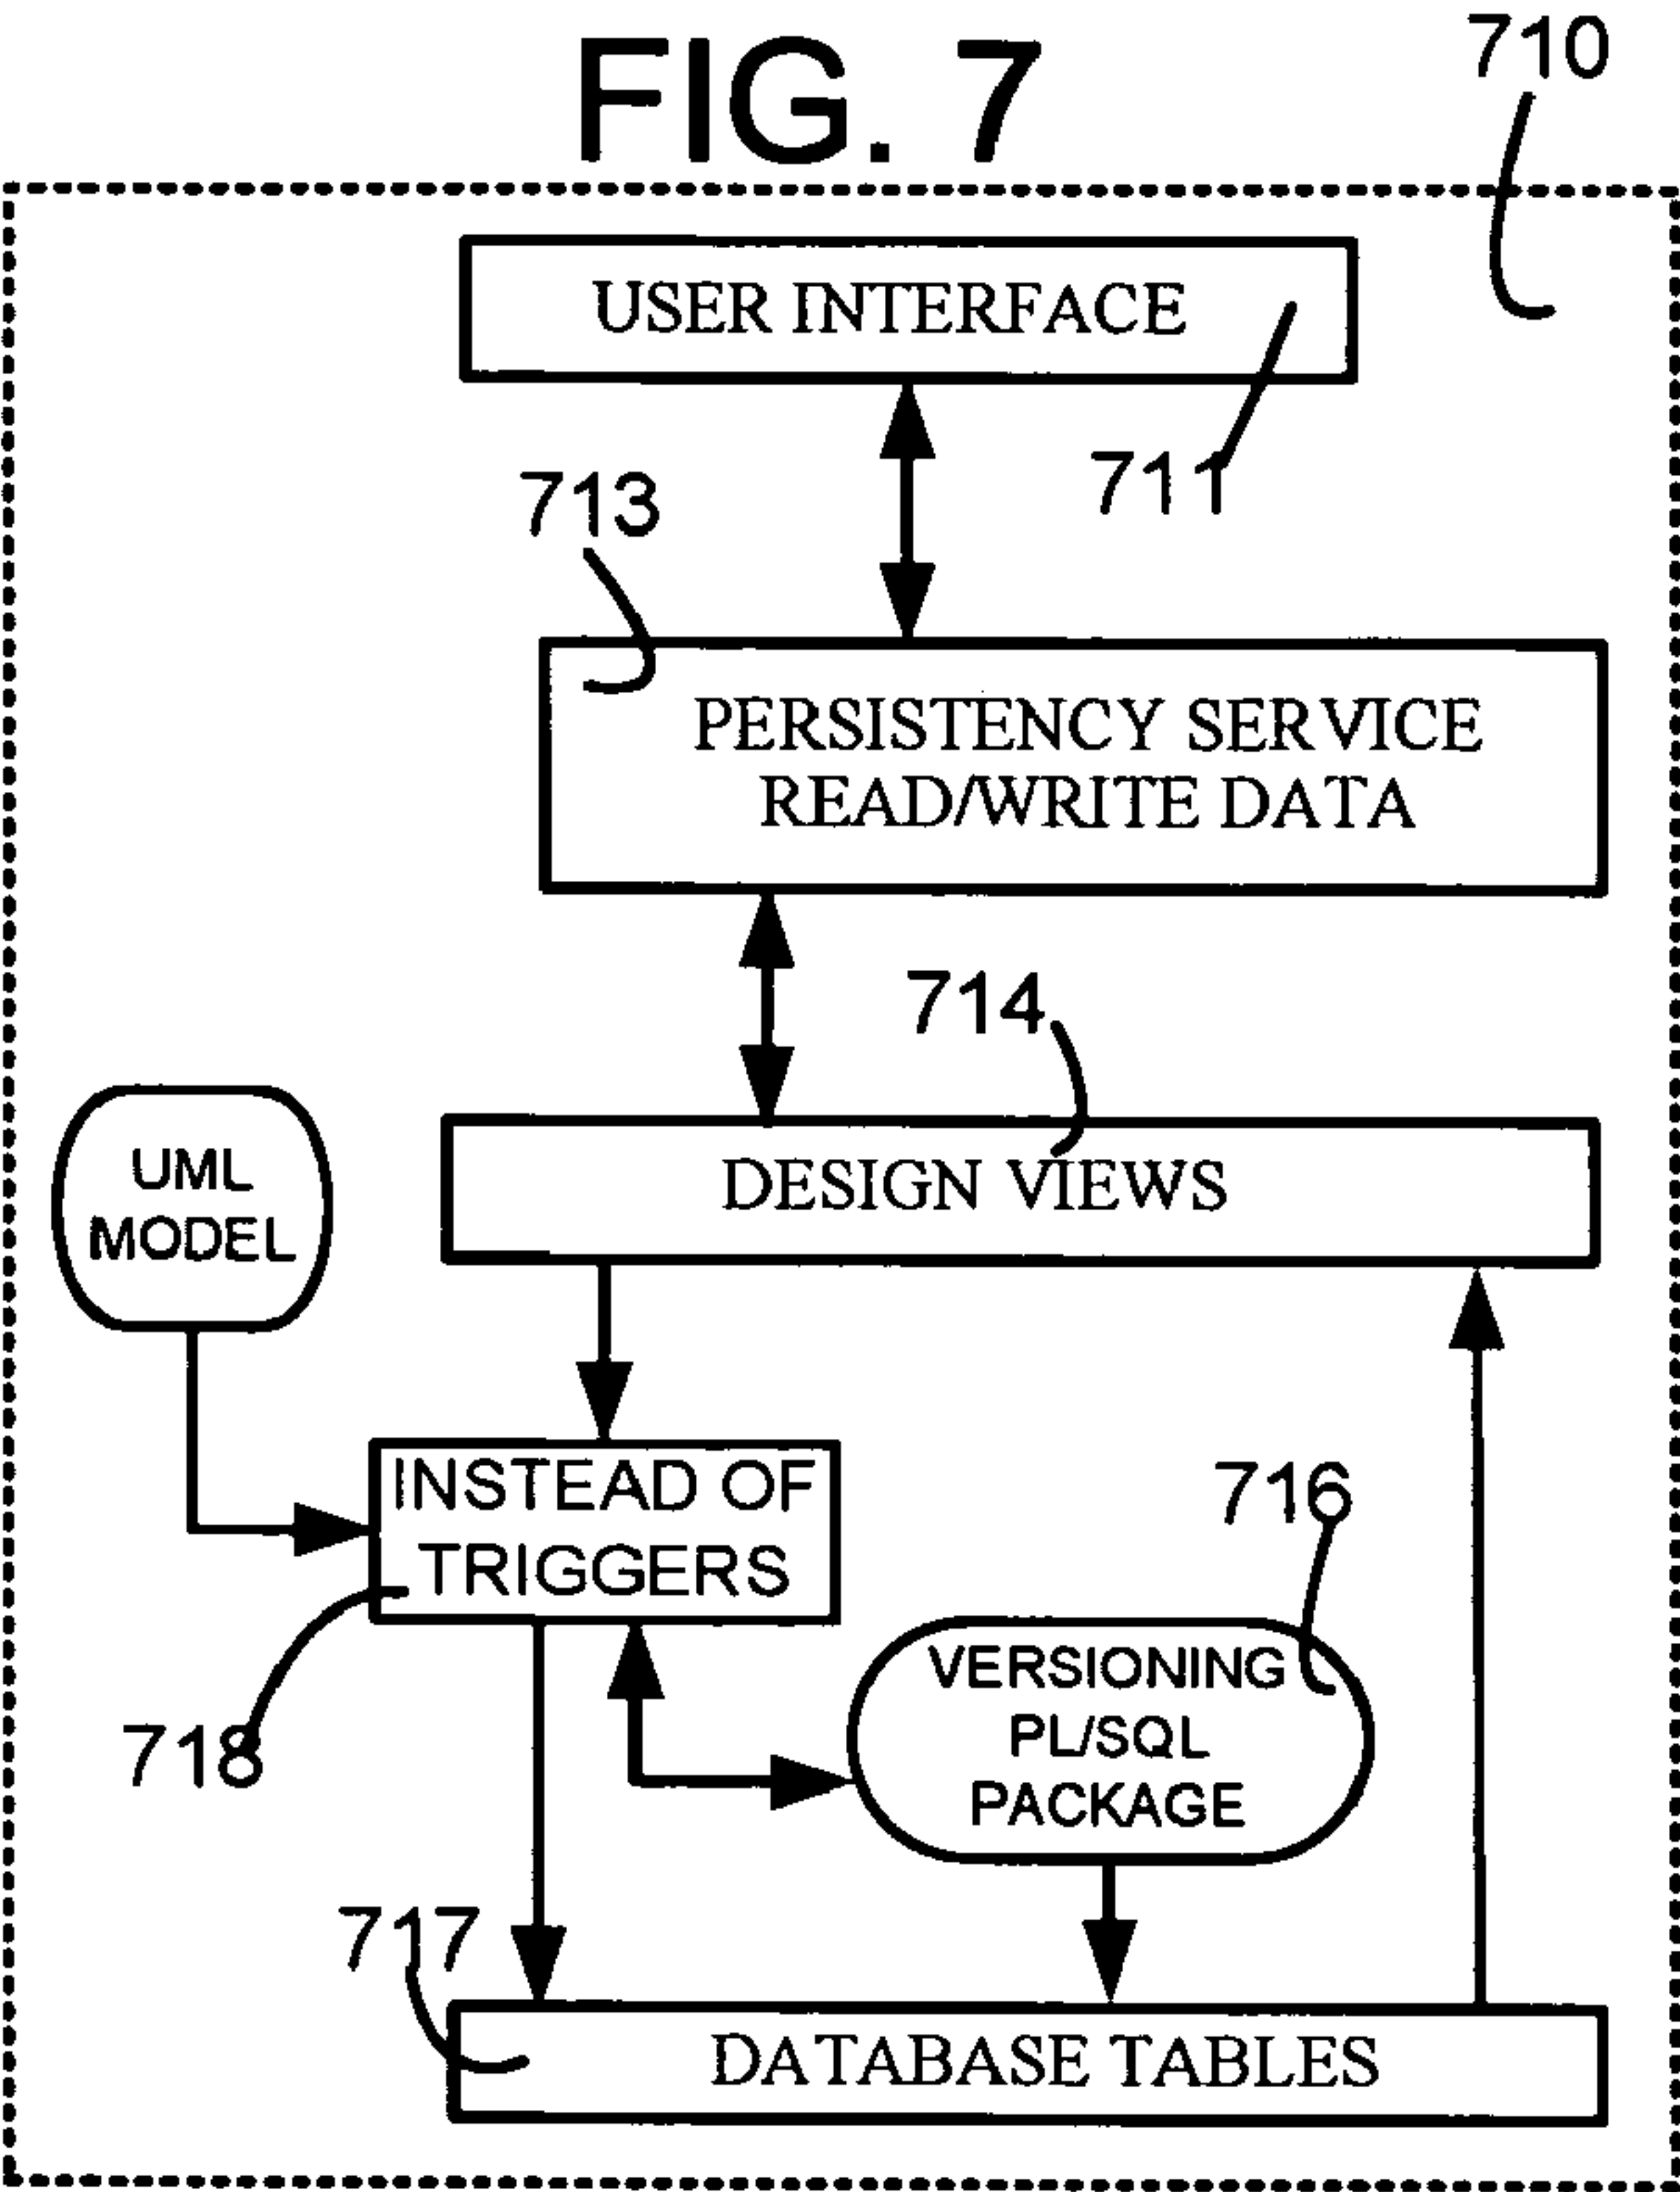 FIG. 7
710
USER INTERFACE
711
713
PERSISTENCY SERVICE
READ/WRITE DATA
714
DESIGN VIEWS
UML
MODEL
INSTEAD OF
TRIGGERS
716
718
VERSIONING
PL/SQL
PACKAGE
717
DATABASE TABLES